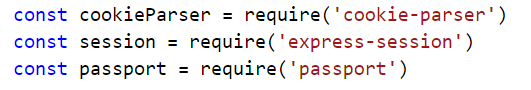 const cookieParser = require('cookie-parser')
const session = require('express-session')
const passport = require('passport')